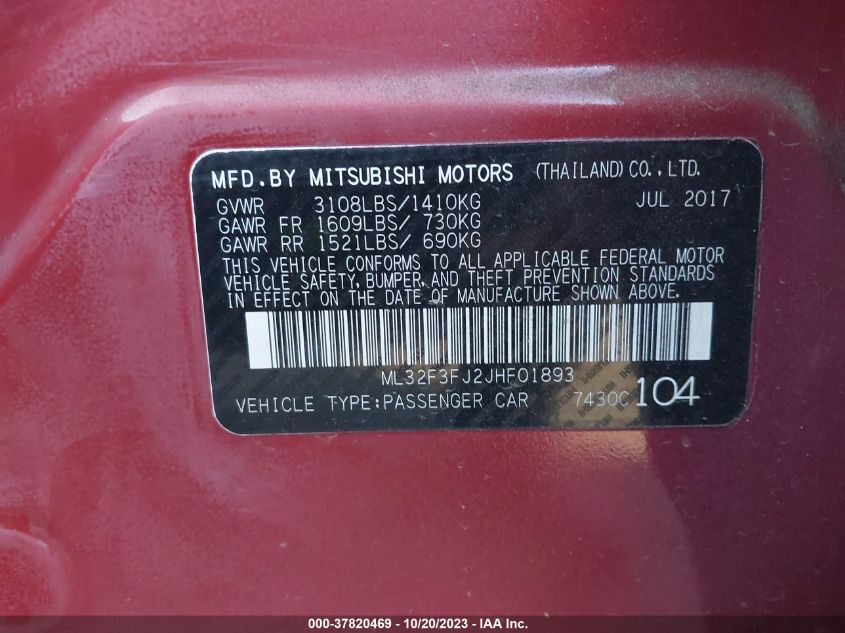 MFD.BY MITSUBISHI MOTORS (THAILAND) CO.,LTD.
GVWR 3108LBS/1410KG JUL 2017
GAWR FR 1609LBS/ 730KG
GAWR RR 1521LBS/ 690KG
THIS VEHICLE CONFORMS TO ALL APPLICABLE FEDERAL MOTOR
VEHICLE SAFETY, BUMPER, AND THEFT PREVENTION STANDARDS
IN EFFECT ON THE DATE OF MANUFACTURE SHOWN ABOVE.
ML32F3FJ2JHF01893
VEHICLE TYPE:PASSENGER CAR 7430C 104
000-37820469 - 10/20/2023 - IAA Inc.